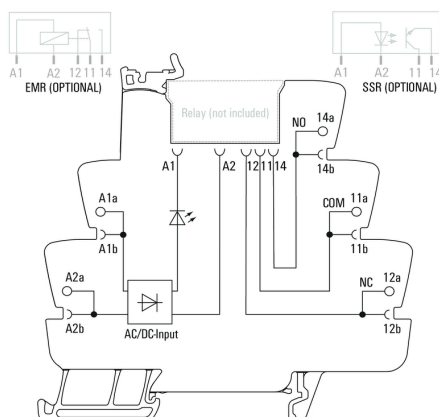 A1 A2 12 11 14
EMR (OPTIONAL)
A1 A2 11 14
SSR (OPTIONAL)
Relay (not included)
NO 14a
14b
A1 A2 12 11 14
A1a
A1b
COM 11a
11b
A2a
A2b
NC 12a
12b
AC/DC-Input